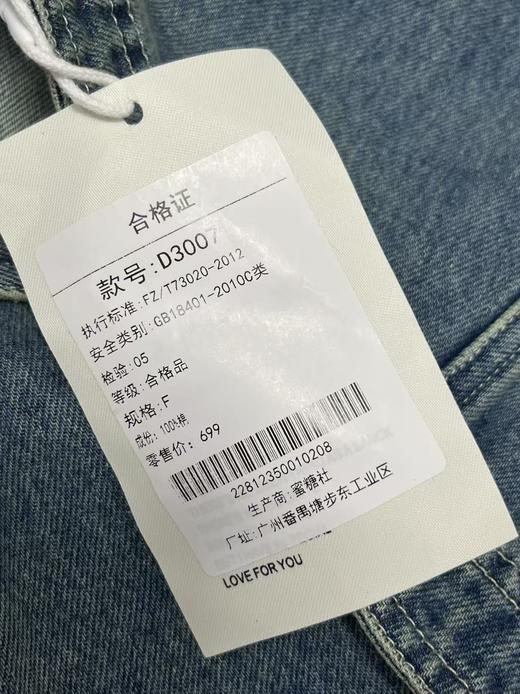 合格证
款号:D3007
执行标准:FZ/T73020-2012
安全类别:GB18401-2010C类
检验:05
等级:合格品
规格:F
成份:100%棉
零售价:699
22812350010208
生产商:蜜糖社
厂址:广州番禺塘步东工业区
LOVE FOR YOU